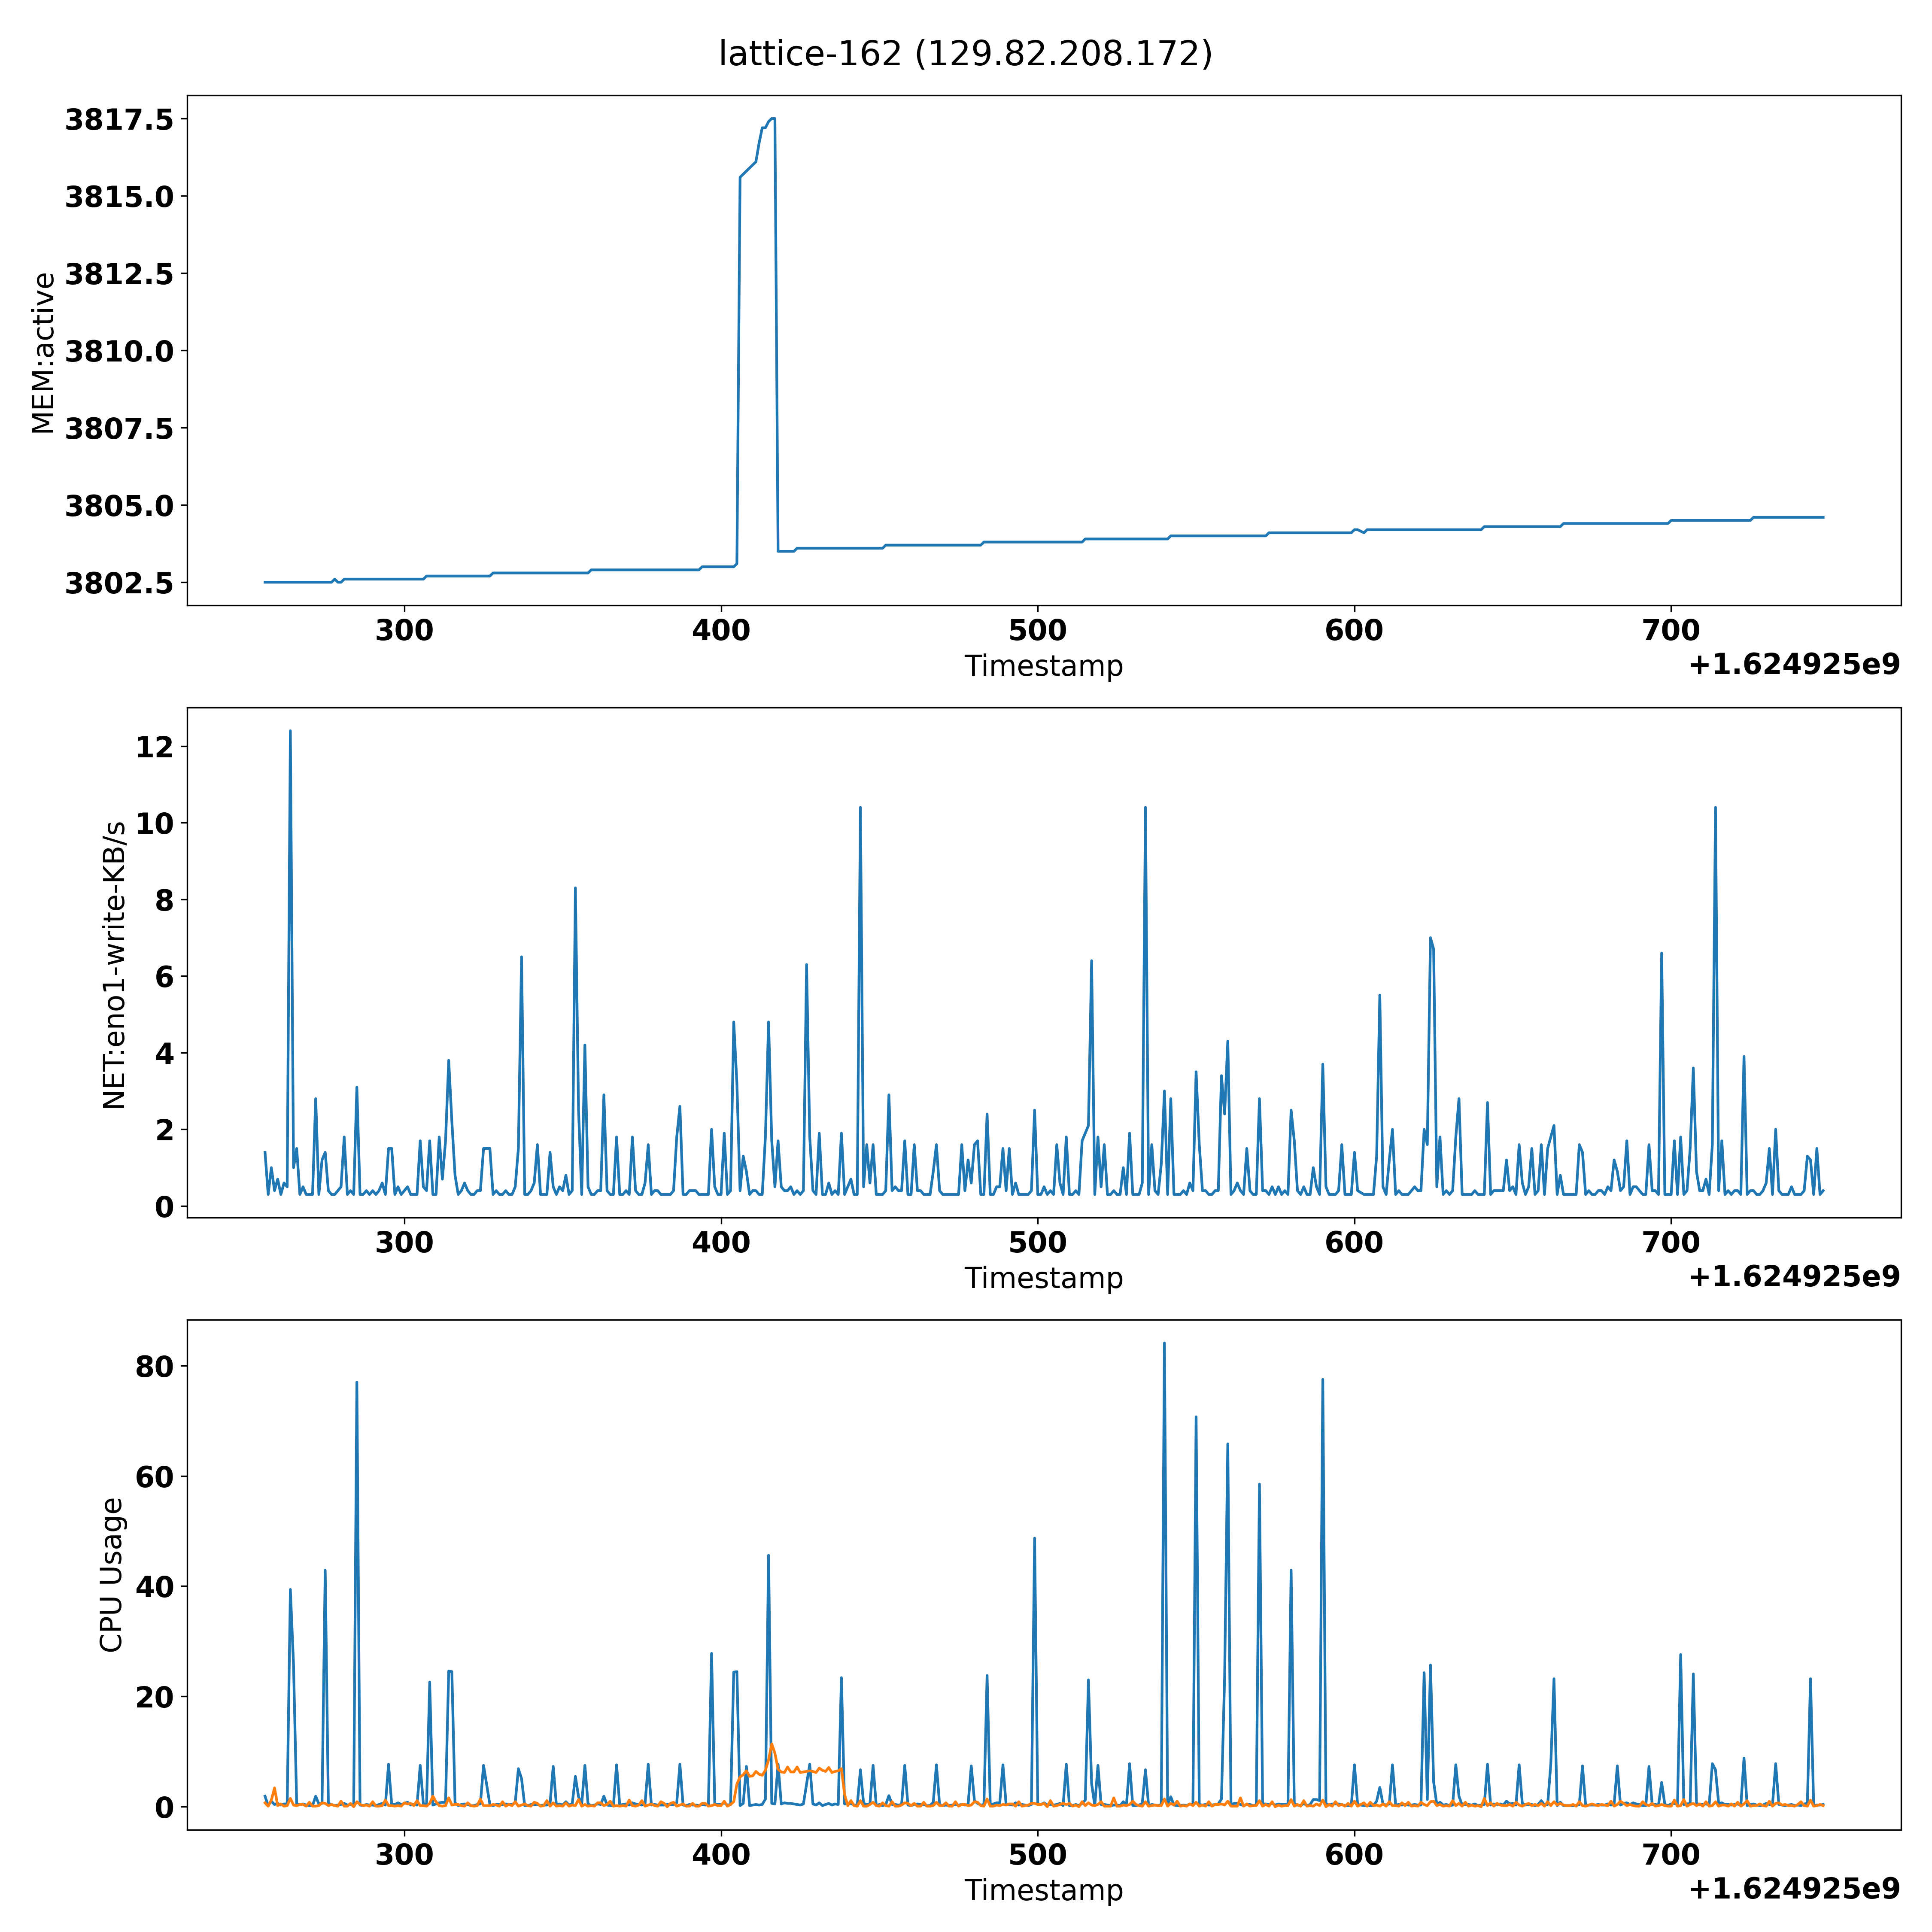 lattice-162 (129.82.208.172)
3817.5
3815.0
3812.5
3810.0
3807.5
3805.0
3802.5
MEM:active
300 400 500 600 700
Timestamp
+1.624925e9
12
10
8
6
4
2
0
NET:eno1-write-KB/s
300 400 500 600 700
Timestamp
+1.624925e9
80
60
40
20
0
CPU Usage
300 400 500 600 700
Timestamp
+1.624925e9